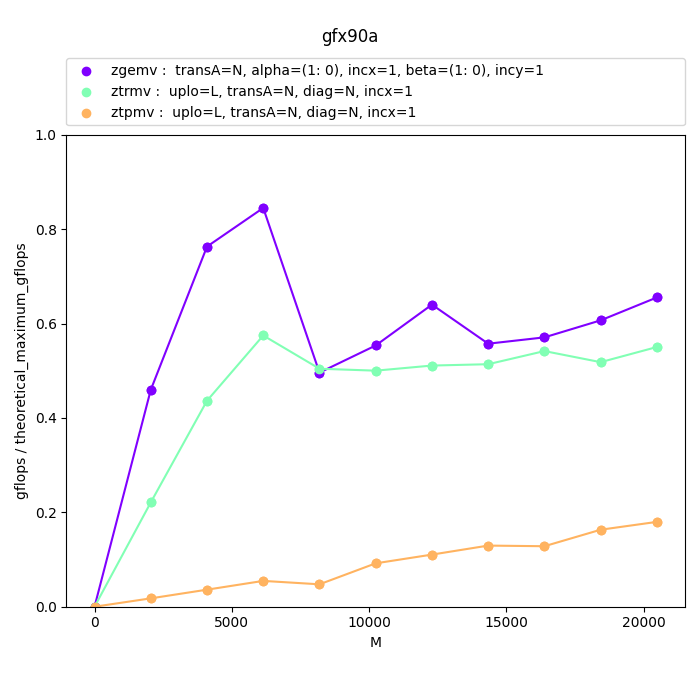 gfx90a
zgemv :  transA=N, alpha=(1: 0), incx=1, beta=(1: 0), incy=1
ztrmv :  uplo=L, transA=N, diag=N, incx=1
ztpmv :  uplo=L, transA=N, diag=N, incx=1
1.0
0.8
0.6
0.4
0.2
0.0
gflops / theoretical_maximum_gflops
0 5000 10000 15000 20000
M